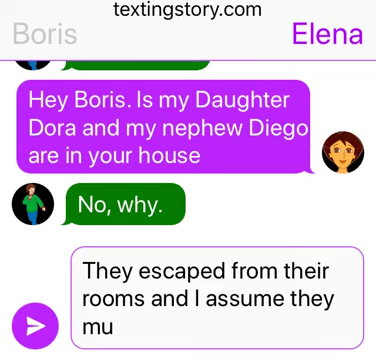 textingstory.com
Boris Elena
Hey Boris. Is my Daughter
Dora and my nephew Diego
are in your house
No, why.
They escaped from their
rooms and I assume they
mu